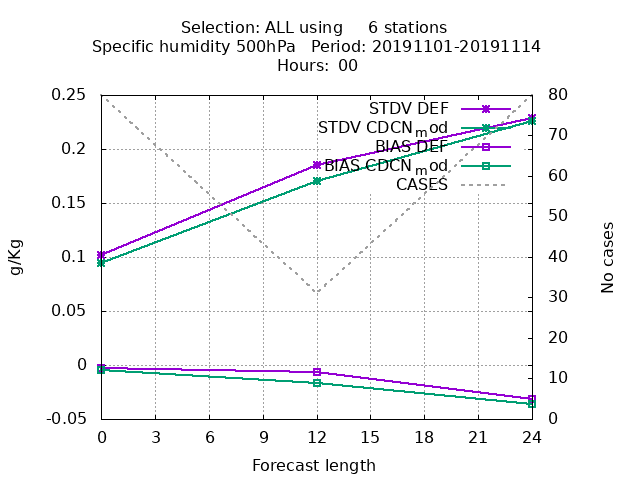 Selection: ALL using     6 stations
Specific humidity 500hPa   Period: 20191101-20191114
Hours: 00
0.25
0.2
0.15
0.1
0.05
0
-0.05
g/Kg
STDV DEF
STDV CDCN_mod
BIAS DEF
BIAS CDCN_mod
CASES
80
70
60
50
40
30
20
10
0
No cases
0 3 6 9 12 15 18 21 24
Forecast length